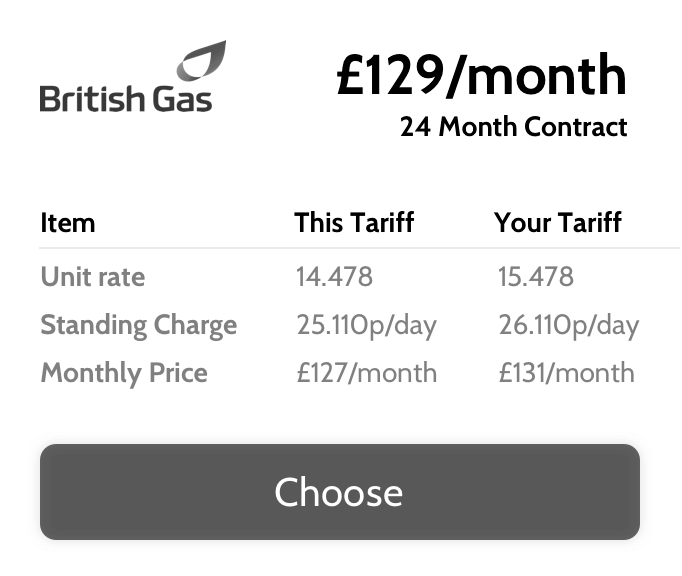 British Gas
£129/month
24 Month Contract
Item This Tariff Your Tariff
Unit rate 14.478 15.478
Standing Charge 25.110p/day 26.110p/day
Monthly Price £127/month £131/month
Choose